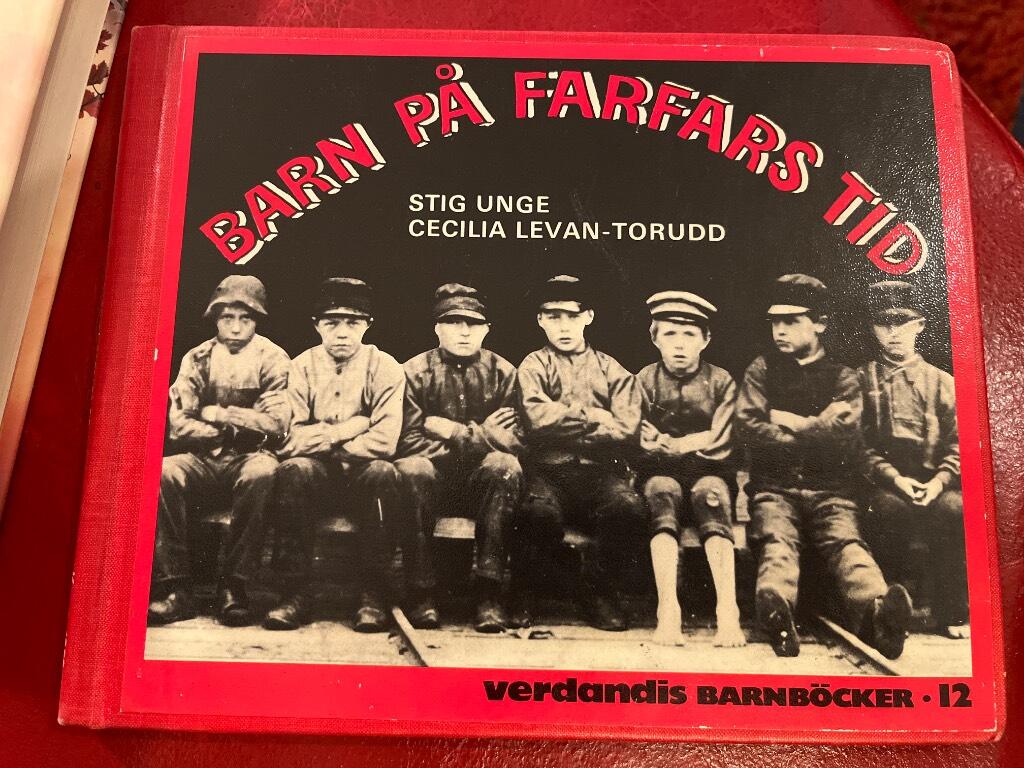 BARN PÅ FARFARS TID
STIG UNGE
CECILIA LEVAN-TORUDD
verdandis BARNBÖCKER · 12